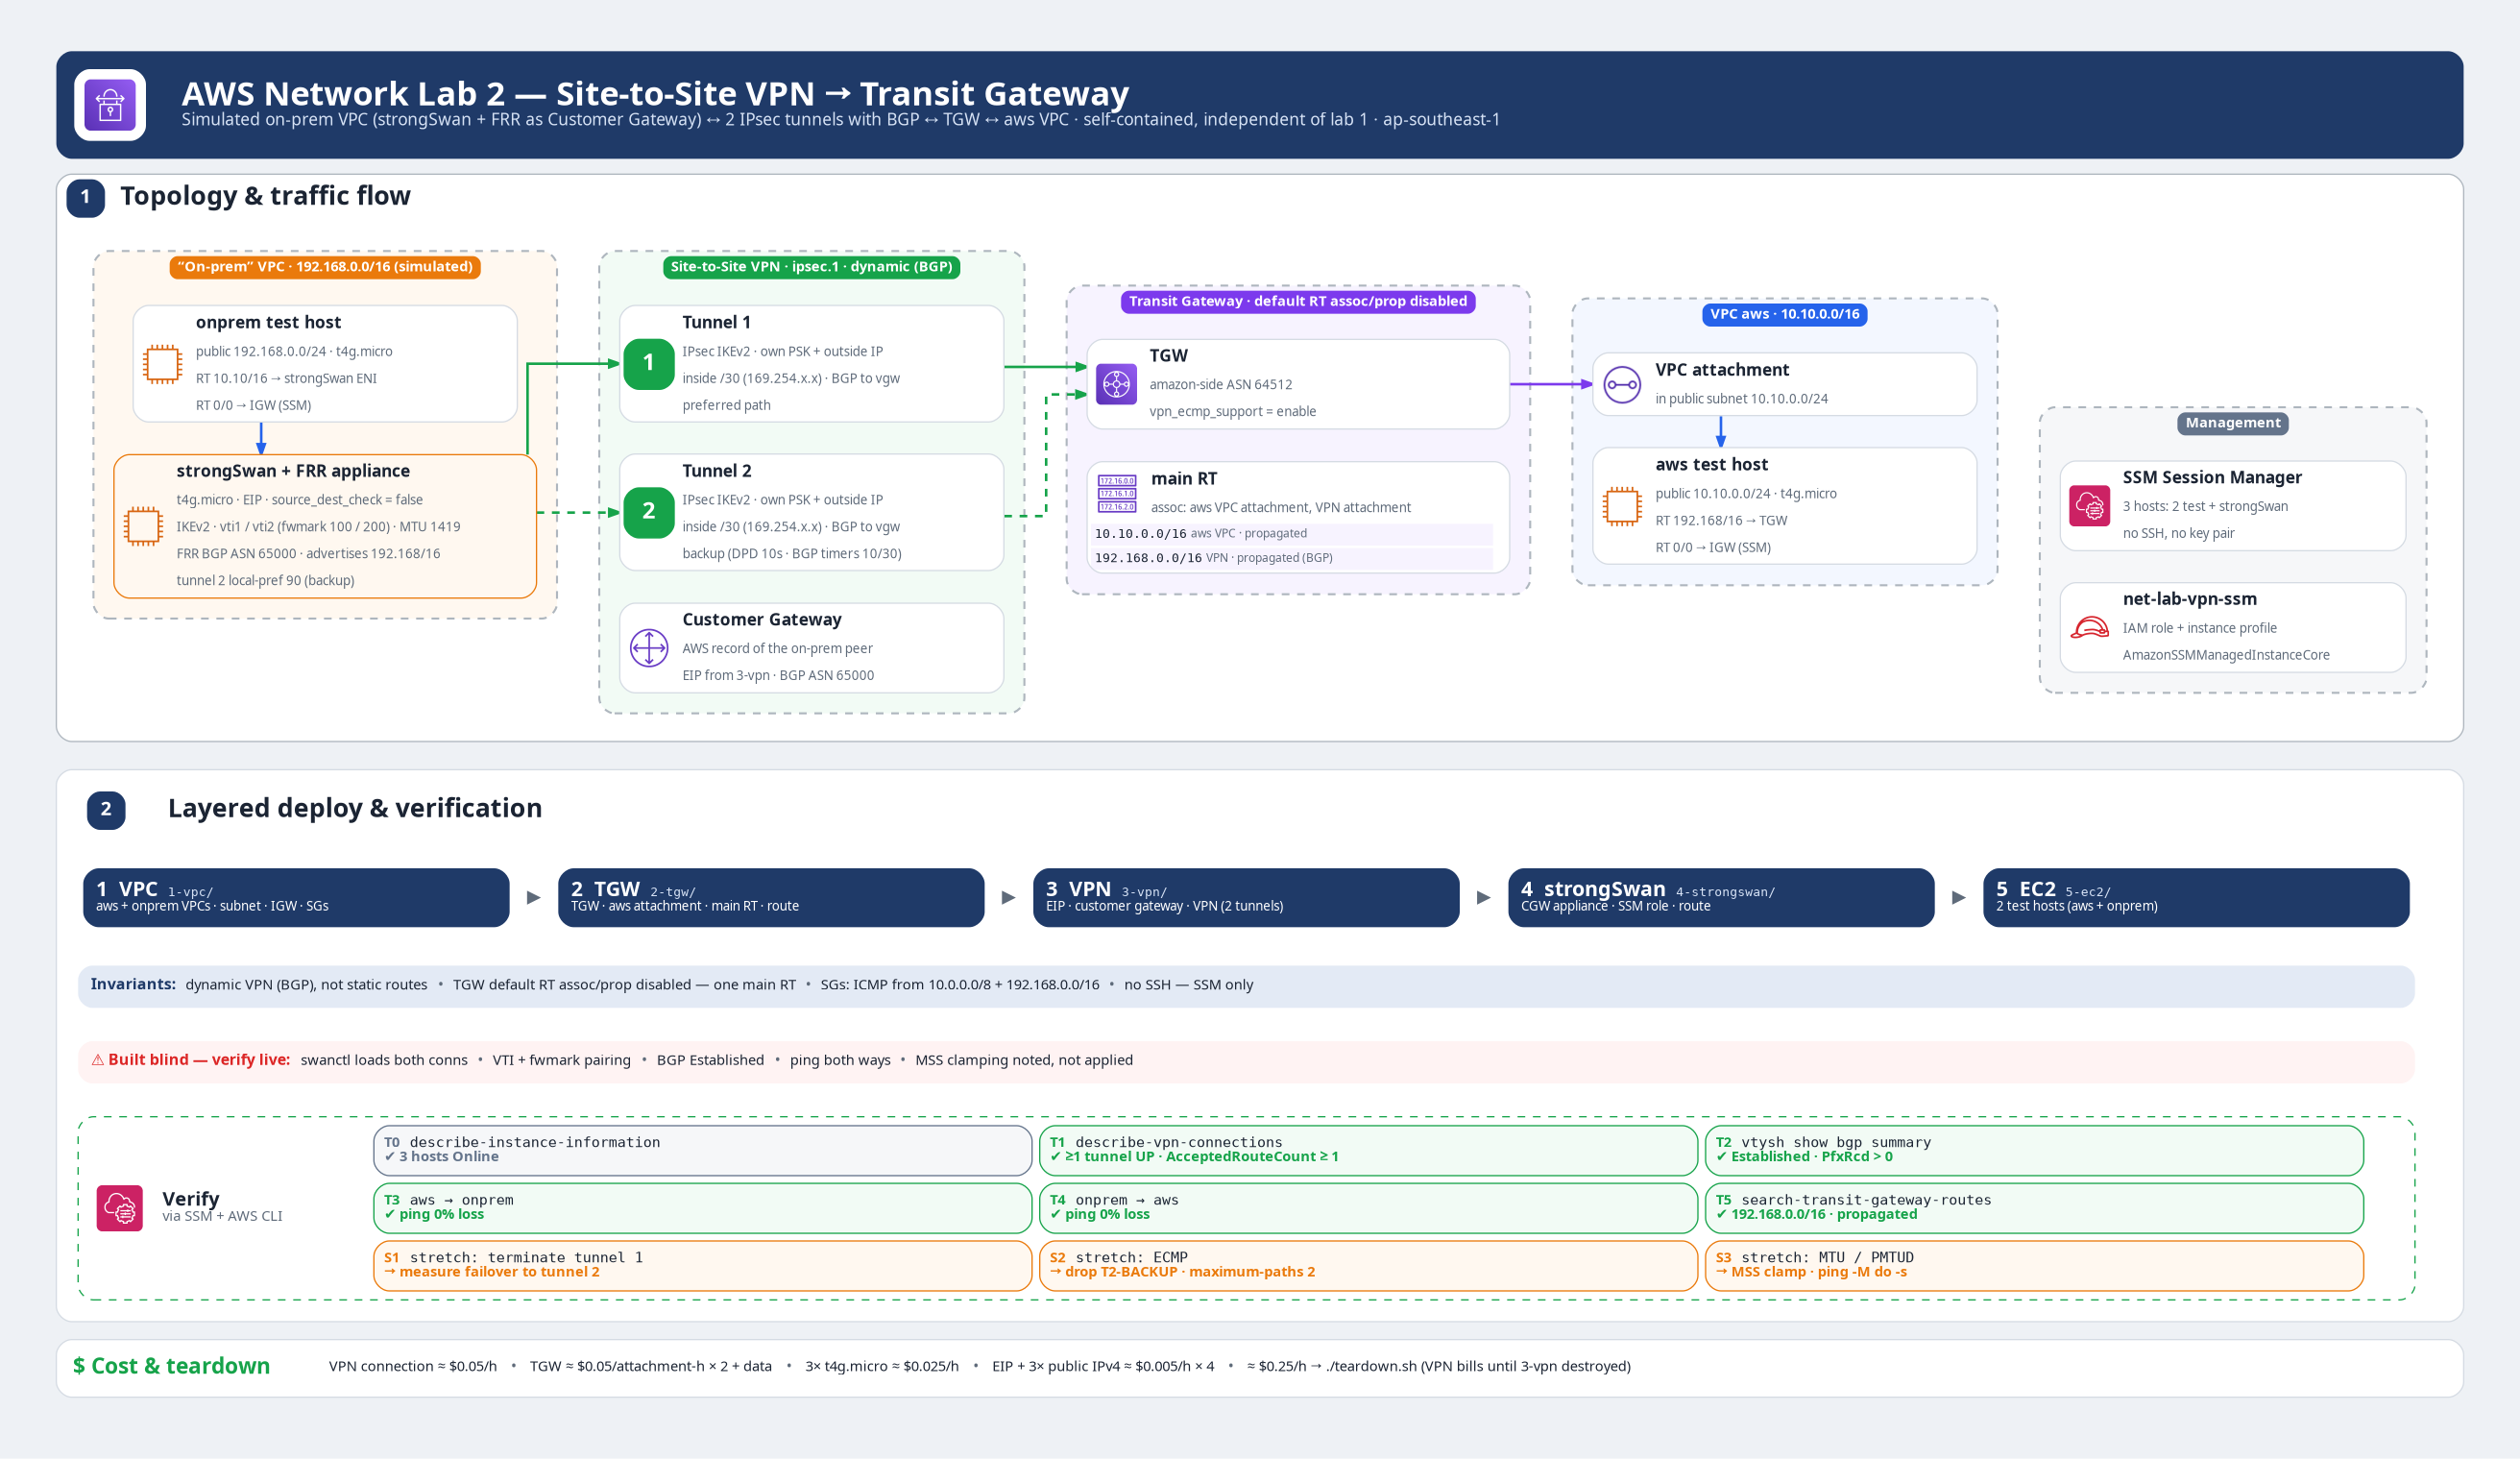 AWS Network Lab 2 — Site-to-Site VPN → Transit Gateway
Simulated on-prem VPC (strongSwan + FRR as Customer Gateway) ↔ 2 IPsec tunnels with BGP ↔ TGW ↔ aws VPC · self-contained, independent of lab 1 · ap-southeast-1
1 Topology & traffic flow
“On-prem” VPC · 192.168.0.0/16 (simulated)
onprem test host
public 192.168.0.0/24 · t4g.micro
RT 10.10/16 → strongSwan ENI
RT 0/0 → IGW (SSM)
strongSwan + FRR appliance
t4g.micro · EIP · source_dest_check = false
IKEv2 · vti1 / vti2 (fwmark 100 / 200) · MTU 1419
FRR BGP ASN 65000 · advertises 192.168/16
tunnel 2 local-pref 90 (backup)
Site-to-Site VPN · ipsec.1 · dynamic (BGP)
1
Tunnel 1
IPsec IKEv2 · own PSK + outside IP
inside /30 (169.254.x.x) · BGP to vgw
preferred path
2
Tunnel 2
IPsec IKEv2 · own PSK + outside IP
inside /30 (169.254.x.x) · BGP to vgw
backup (DPD 10s · BGP timers 10/30)
Customer Gateway
AWS record of the on-prem peer
EIP from 3-vpn · BGP ASN 65000
Transit Gateway · default RT assoc/prop disabled
TGW
amazon-side ASN 64512
vpn_ecmp_support = enable
172.16.0.0
172.16.1.0
172.16.2.0
main RT
assoc: aws VPC attachment, VPN attachment
10.10.0.0/16 aws VPC · propagated
192.168.0.0/16 VPN · propagated (BGP)
VPC aws · 10.10.0.0/16
VPC attachment
in public subnet 10.10.0.0/24
aws test host
public 10.10.0.0/24 · t4g.micro
RT 192.168/16 → TGW
RT 0/0 → IGW (SSM)
Management
SSM Session Manager
3 hosts: 2 test + strongSwan
no SSH, no key pair
net-lab-vpn-ssm
IAM role + instance profile
AmazonSSMManagedInstanceCore
2 Layered deploy & verification
1 VPC 1-vpc/
aws + onprem VPCs · subnet · IGW · SGs
▶
2 TGW 2-tgw/
TGW · aws attachment · main RT · route
▶
3 VPN 3-vpn/
EIP · customer gateway · VPN (2 tunnels)
▶
4 strongSwan 4-strongswan/
CGW appliance · SSM role · route
▶
5 EC2 5-ec2/
2 test hosts (aws + onprem)
Invariants: dynamic VPN (BGP), not static routes • TGW default RT assoc/prop disabled — one main RT • SGs: ICMP from 10.0.0.0/8 + 192.168.0.0/16 • no SSH — SSM only
⚠ Built blind — verify live: swanctl loads both conns • VTI + fwmark pairing • BGP Established • ping both ways • MSS clamping noted, not applied
Verify
via SSM + AWS CLI
T0 describe-instance-information
✔ 3 hosts Online
T1 describe-vpn-connections
✔ ≥1 tunnel UP · AcceptedRouteCount ≥ 1
T2 vtysh show bgp summary
✔ Established · PfxRcd > 0
T3 aws → onprem
✔ ping 0% loss
T4 onprem → aws
✔ ping 0% loss
T5 search-transit-gateway-routes
✔ 192.168.0.0/16 · propagated
S1 stretch: terminate tunnel 1
→ measure failover to tunnel 2
S2 stretch: ECMP
→ drop T2-BACKUP · maximum-paths 2
S3 stretch: MTU / PMTUD
→ MSS clamp · ping -M do -s
$ Cost & teardown VPN connection ≈ $0.05/h • TGW ≈ $0.05/attachment-h × 2 + data • 3× t4g.micro ≈ $0.025/h • EIP + 3× public IPv4 ≈ $0.005/h × 4 • ≈ $0.25/h → ./teardown.sh (VPN bills until 3-vpn destroyed)